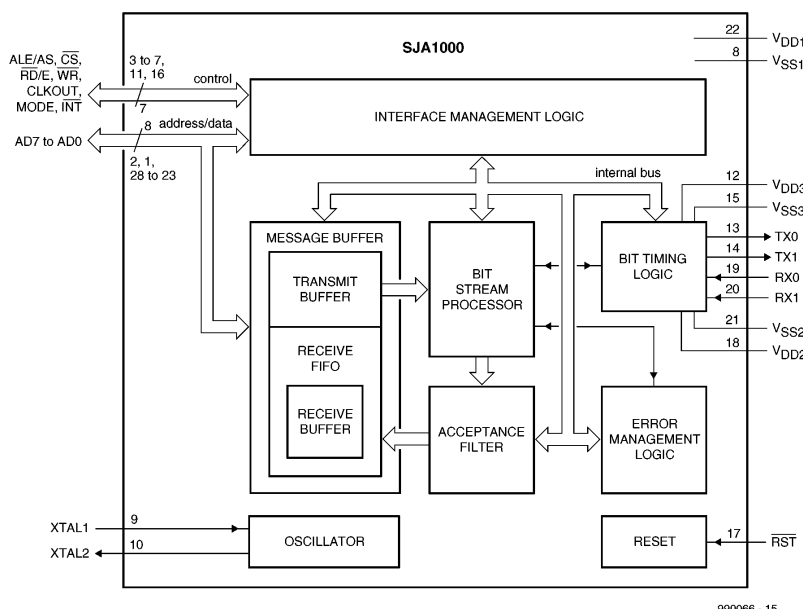 SJA1000
ALE/AS, CS,
RD/E, WR,
CLKOUT,
MODE, INT
3 to 7,
11, 16
control
7
AD7 to AD0
8
address/data
2, 1,
28 to 23
INTERFACE MANAGEMENT LOGIC
22
VDD1
8
VSS1
internal bus
12
VDD3
15
VSS3
13
TX0
14
TX1
19
RX0
20
RX1
21
VSS2
18
VDD2
MESSAGE BUFFER
TRANSMIT
BUFFER
RECEIVE
FIFO
RECEIVE
BUFFER
BIT
STREAM
PROCESSOR
BIT TIMING
LOGIC
ACCEPTANCE
FILTER
ERROR
MANAGEMENT
LOGIC
XTAL1
9
XTAL2
10
OSCILLATOR
RESET
17
RST
990066 - 15